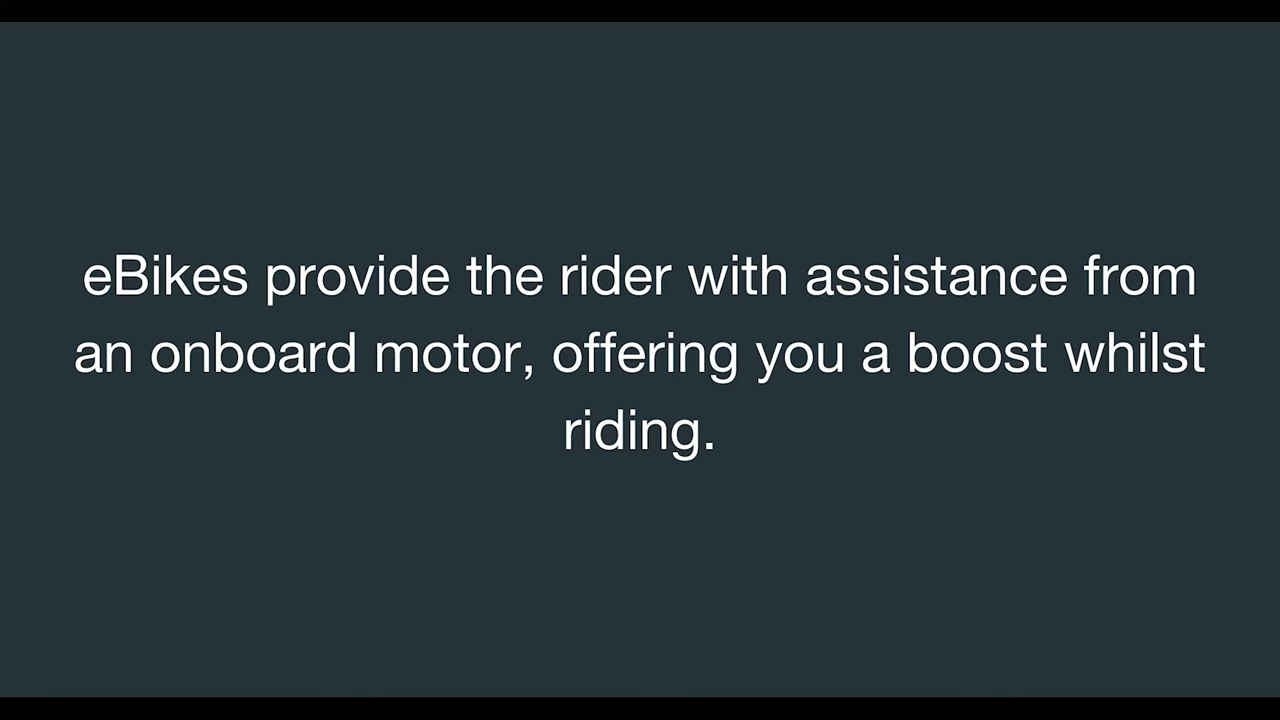 eBikes provide the rider with assistance from
an onboard motor, offering you a boost whilst
riding.